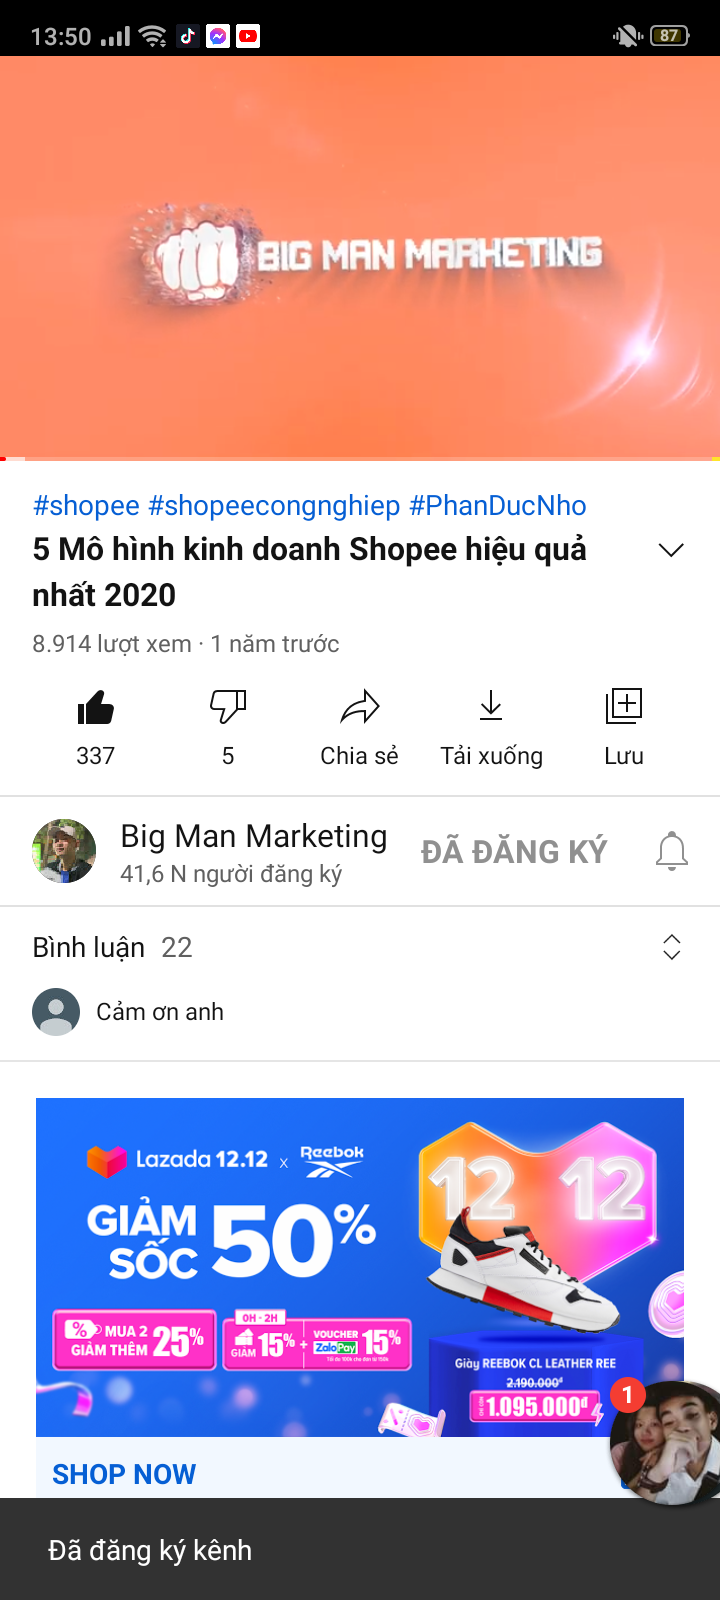 13:50
87
BIG MAN MARKETING
#shopee #shopeecongnghiep #PhanDucNho
5 Mô hình kinh doanh Shopee hiệu quả
nhất 2020
8.914 lượt xem · 1 năm trước
337
5
Chia sẻ
Tải xuống
Lưu
Big Man Marketing
41,6 N người đăng ký
ĐÃ ĐĂNG KÝ
Bình luận 22
Cảm ơn anh
Lazada 12.12 x Reebok
12 12
GIẢM
SỐC 50%
% MUA 2
GIẢM THÊM 25%
0H - 2H
GIẢM 15% + VOUCHER ZaloPay 15%
Giày REEBOK CL LEATHER REE
2.190.000đ
1.095.000đ
1
SHOP NOW
Đã đăng ký kênh